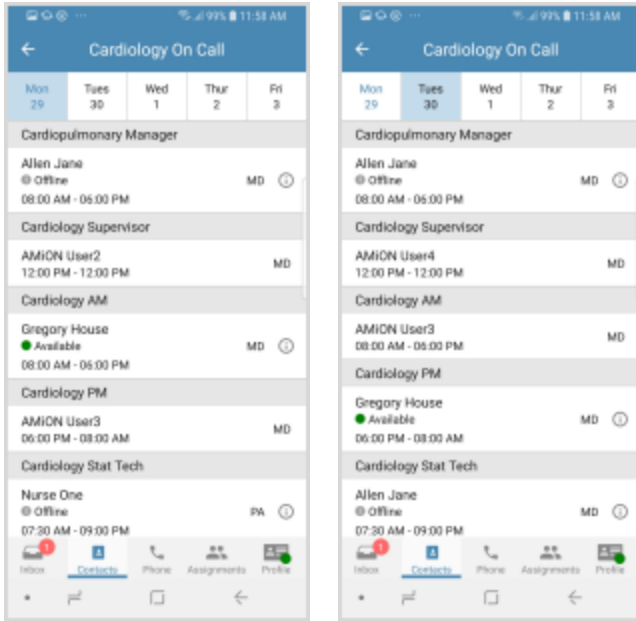 99% 11:58 AM
Cardiology On Call
Mon Tues Wed Thur Fri
29 30 1 2 3
Cardiopulmonary Manager
Allen Jane
Offline
MD
08:00 AM - 06:00 PM
Cardiology Supervisor
AMiON User2
12:00 PM - 12:00 PM
MD
Cardiology AM
Gregory House
Available
MD
08:00 AM - 06:00 PM
Cardiology PM
AMiON User3
06:00 PM - 08:00 AM
MD
Cardiology Stat Tech
Nurse One
Offline
PA
07:30 AM - 09:00 PM
1
Inbox Contacts Phone Assignments Profile
99% 11:58 AM
Cardiology On Call
Mon Tues Wed Thur Fri
29 30 1 2 3
Cardiopulmonary Manager
Allen Jane
Offline
MD
08:00 AM - 06:00 PM
Cardiology Supervisor
AMiON User4
12:00 PM - 12:00 PM
MD
Cardiology AM
AMiON User3
08:00 AM - 06:00 PM
MD
Cardiology PM
Gregory House
Available
MD
06:00 PM - 08:00 AM
Cardiology Stat Tech
Allen Jane
Offline
MD
07:30 AM - 09:00 PM
1
Inbox Contacts Phone Assignments Profile